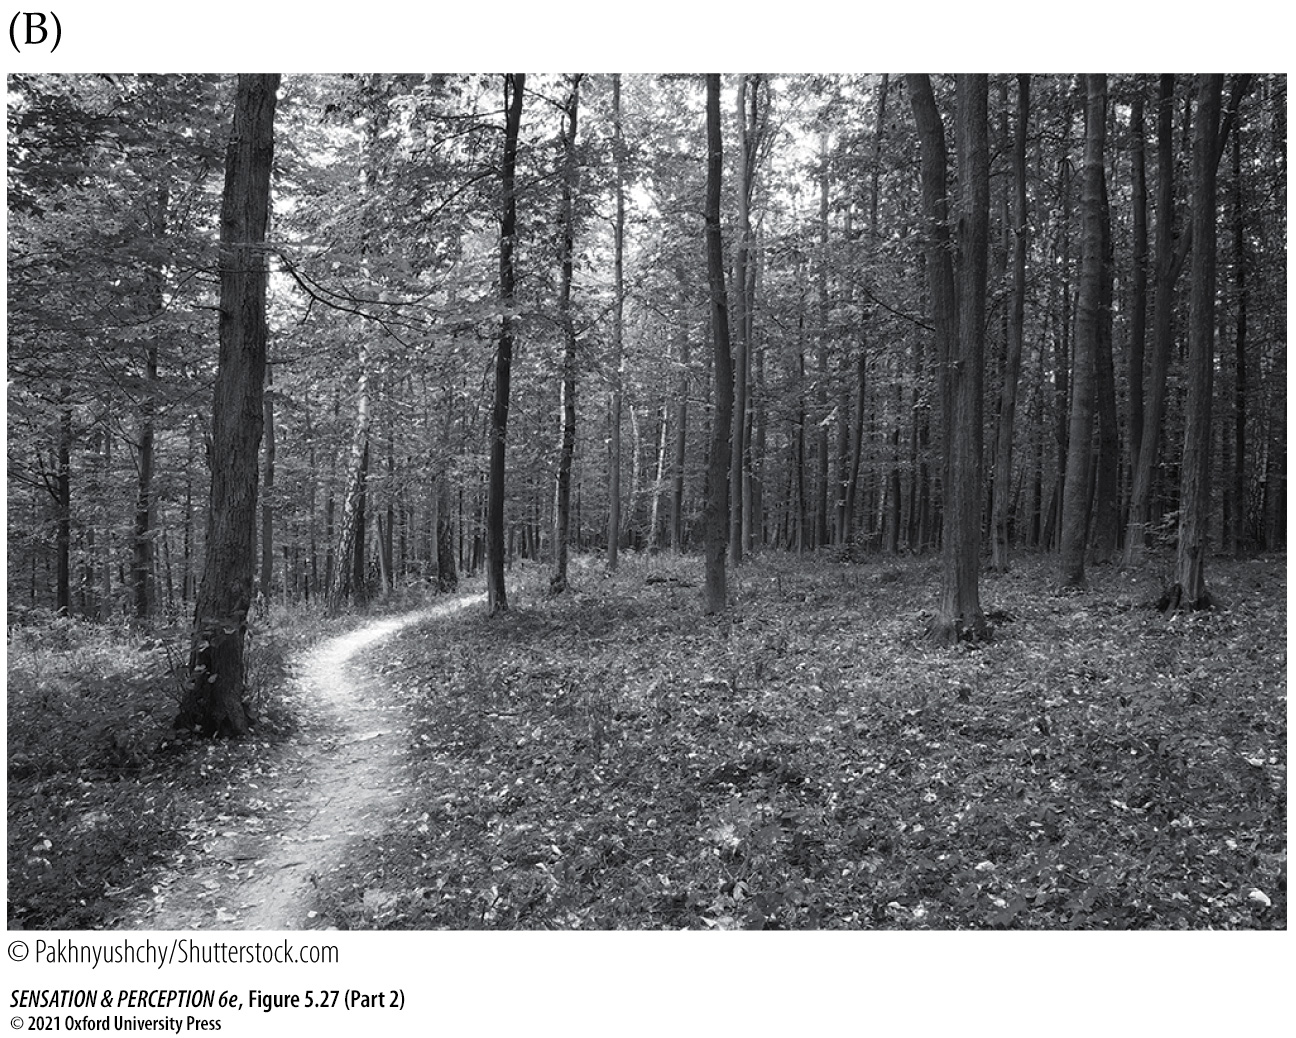 (B)
© Pakhnyushchy/Shutterstock.com
SENSATION & PERCEPTION 6e, Figure 5.27 (Part 2)
© 2021 Oxford University Press